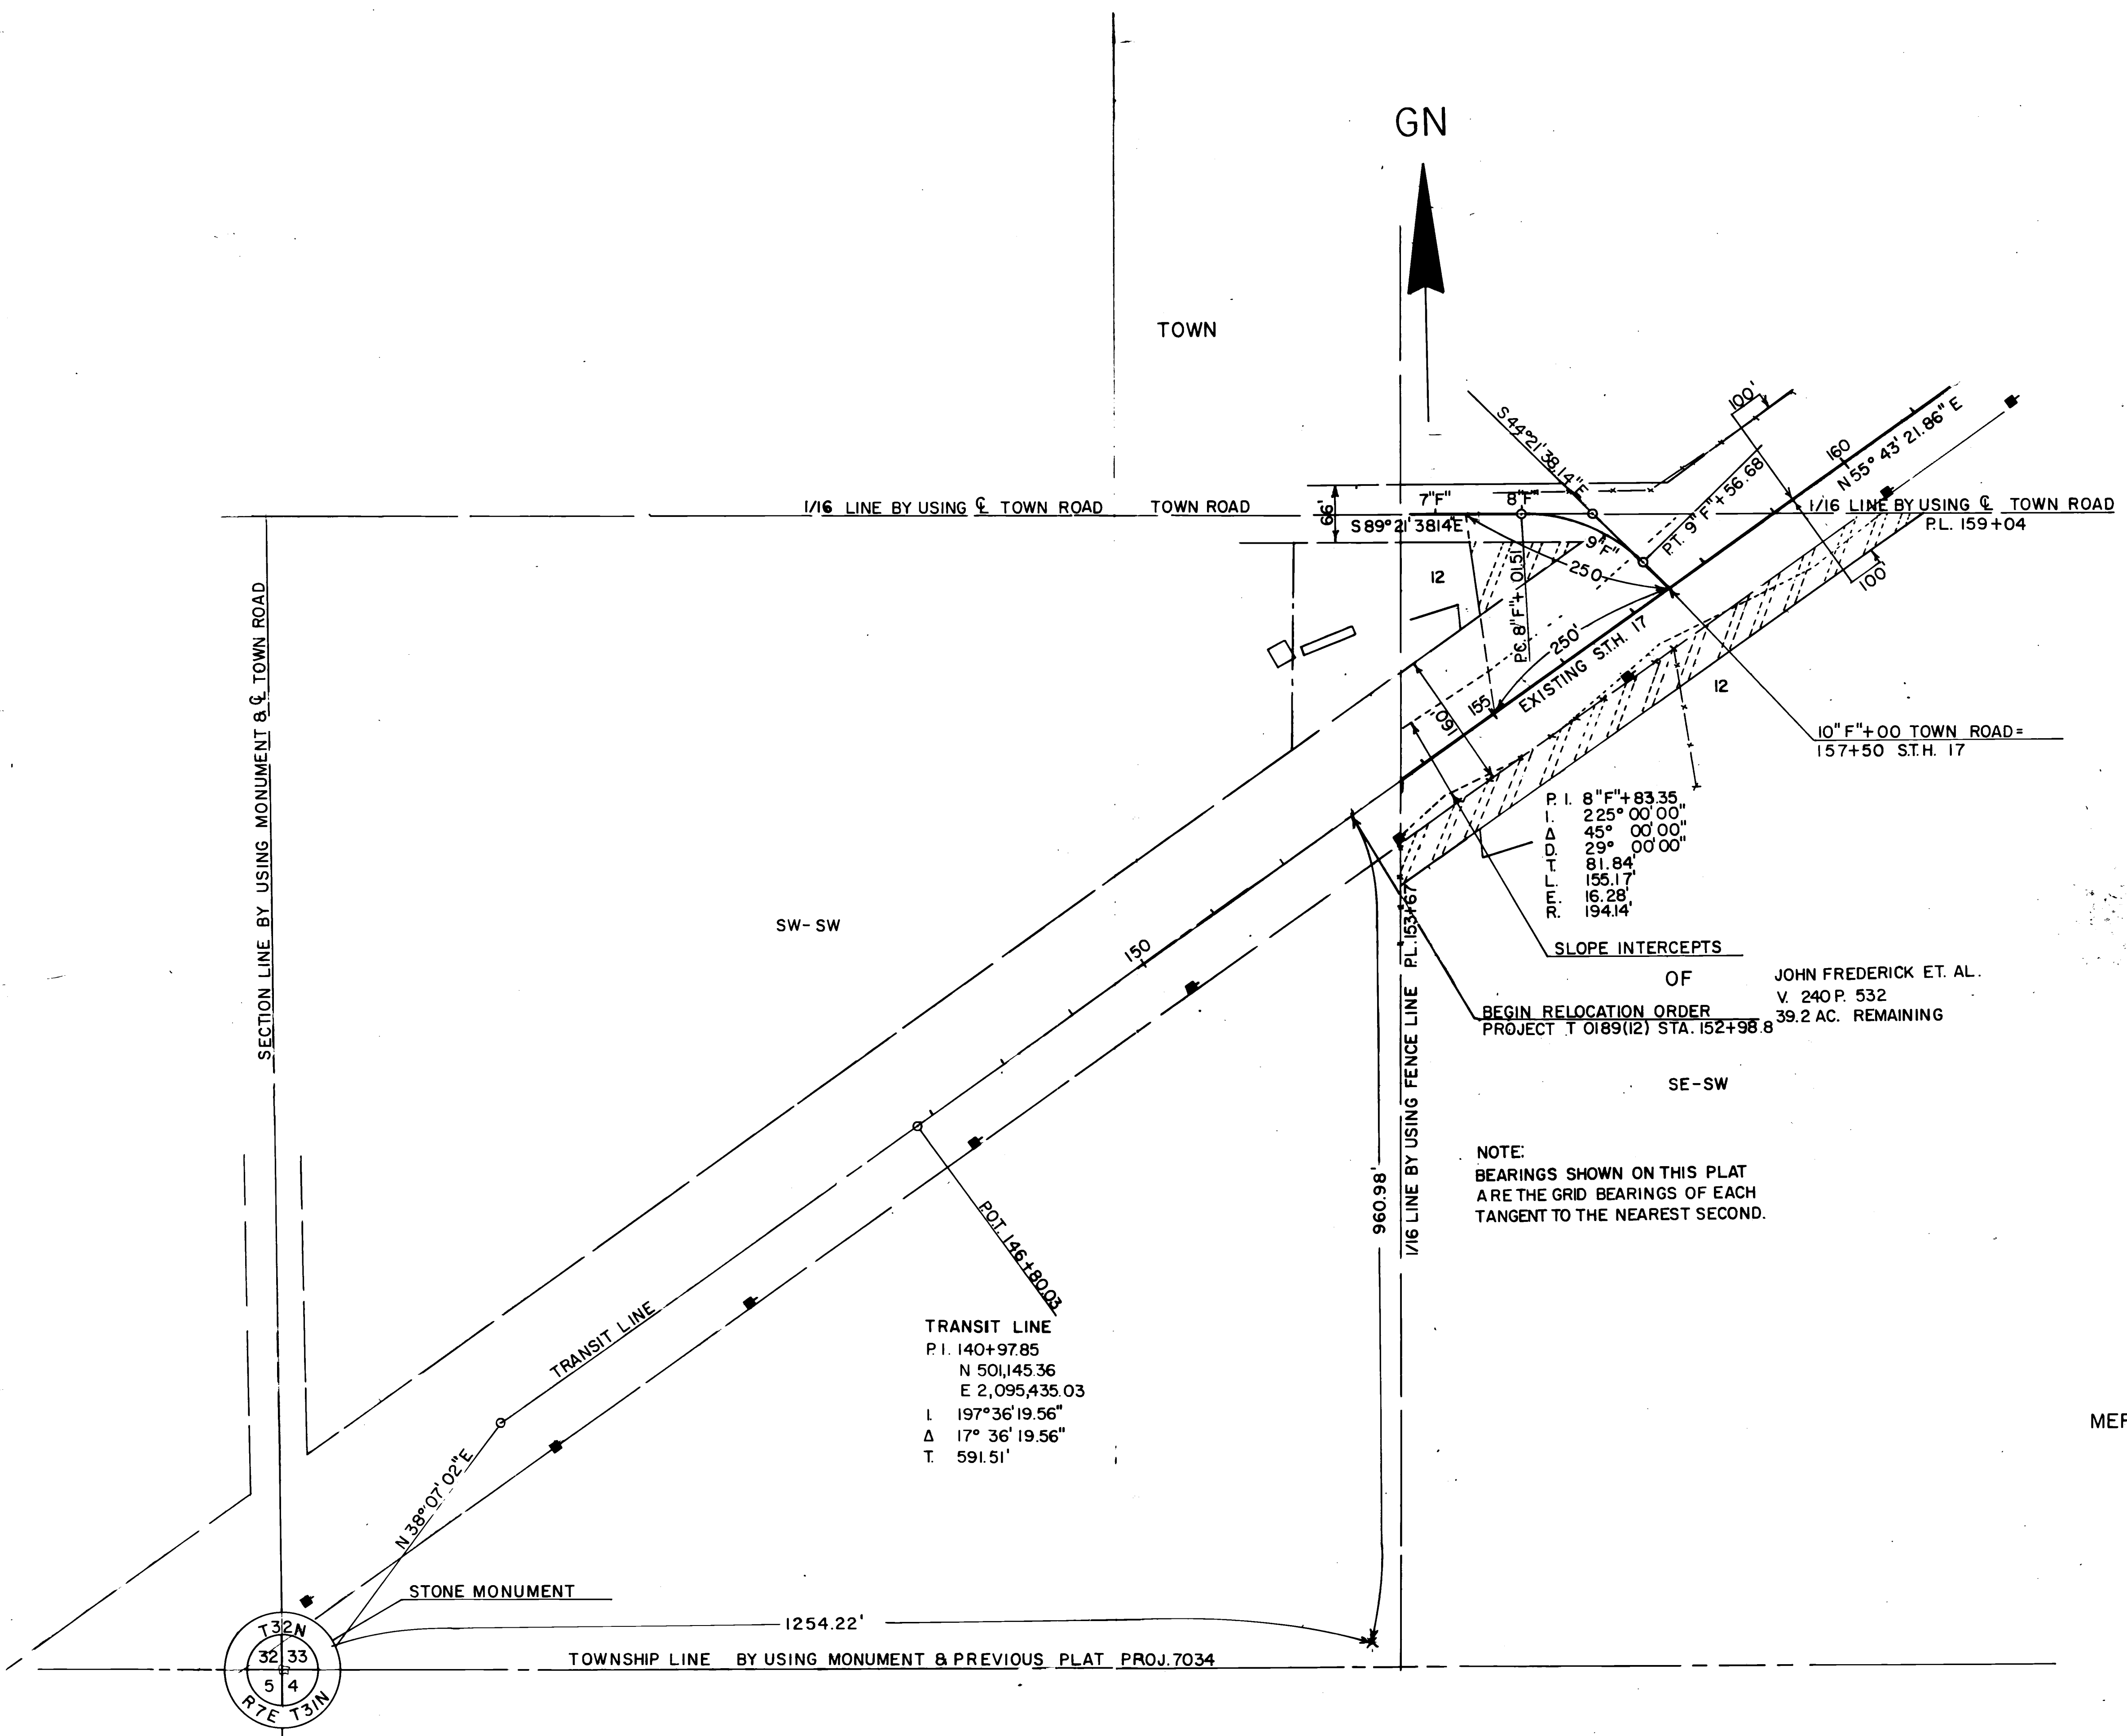 GN
TOWN
100'
S44°21'38.14"E
160
N 55° 43' 21.86" E
1/16 LINE BY USING ℄ TOWN ROAD
TOWN ROAD
66'
7"F"
8"F"
S 89°21'38.14"E
P.T. 9"F"+56.68
1/16 LINE BY USING ℄ TOWN ROAD
P.L. 159+04
9"F"
250'
12
P.C. 8"F"+01.51
100'
250'
EXISTING S.T.H. 17
155
160'
12
10"F"+00 TOWN ROAD=
157+50 S.T.H. 17
SECTION LINE BY USING MONUMENT & ℄ TOWN ROAD
P.I. 8"F"+83.35
I. 225° 00' 00"
Δ 45° 00' 00"
D. 29° 00' 00"
T. 81.84'
L. 155.17'
E. 16.28'
R. 194.14'
SW-SW
150
SLOPE INTERCEPTS
OF
JOHN FREDERICK ET. AL.
V. 240 P. 532
39.2 AC. REMAINING
BEGIN RELOCATION ORDER
PROJECT T 0189(12) STA. 152+98.8
1/16 LINE BY USING FENCE LINE P.L. 153+67
SE-SW
NOTE:
BEARINGS SHOWN ON THIS PLAT
ARE THE GRID BEARINGS OF EACH
TANGENT TO THE NEAREST SECOND.
960.98'
P.O.T. 146+80.03
TRANSIT LINE
TRANSIT LINE
P.I. 140+97.85
N 501,145.36
E 2,095,435.03
I. 197°36'19.56"
Δ 17° 36' 19.56"
T. 591.51'
MER
N 38°07'02"E
STONE MONUMENT
1254.22'
TOWNSHIP LINE BY USING MONUMENT & PREVIOUS PLAT PROJ. 7034
T32N
32 33
5 4
R7E T31N